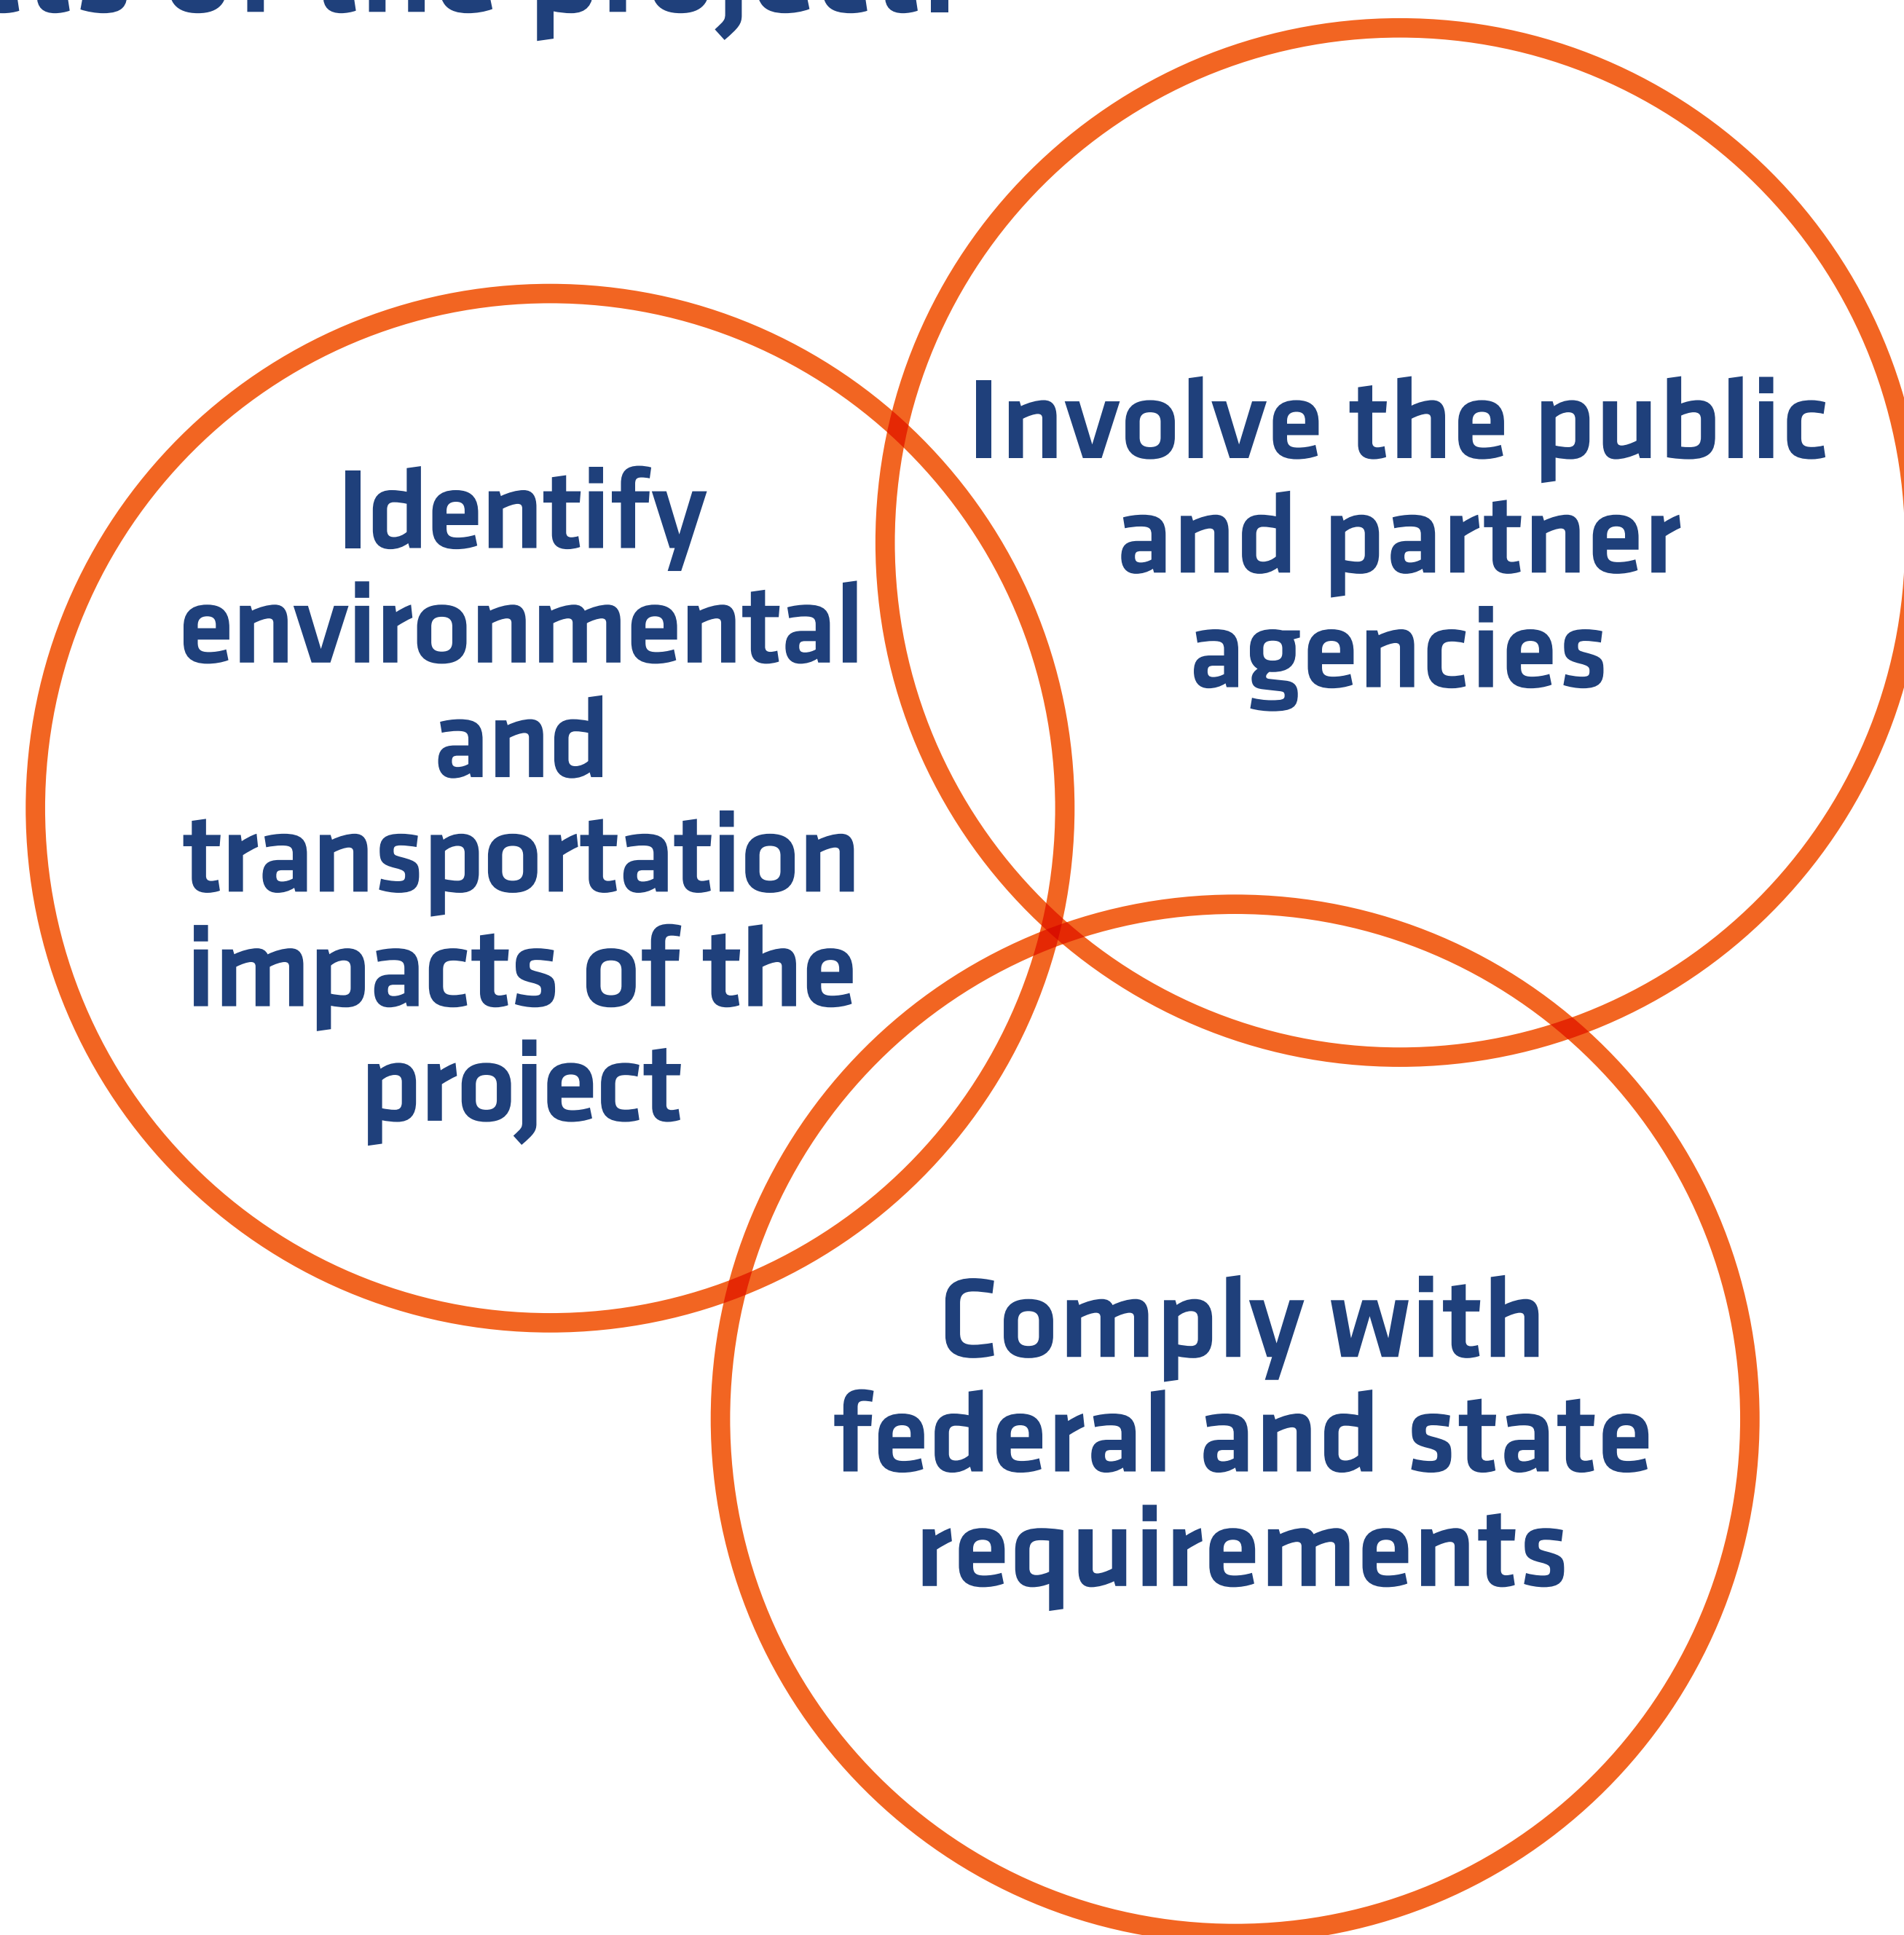 project.
Identify
environmental
and
transportation
impacts of the
project
Involve the public
and partner
agencies
Comply with
federal and state
requirements